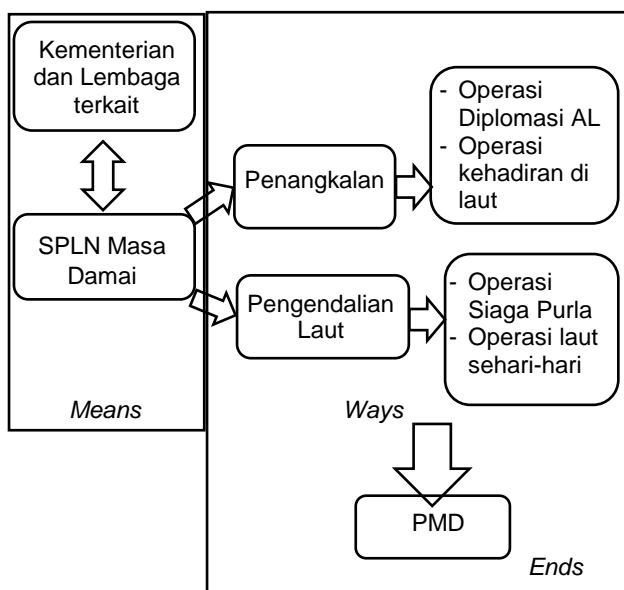 Kementerian
dan Lembaga
terkait
SPLN Masa
Damai
Means
Penangkalan
- Operasi
Diplomasi AL
- Operasi
kehadiran di
laut
Pengendalian
Laut
- Operasi
Siaga Purla
- Operasi laut
sehari-hari
Ways
PMD
Ends